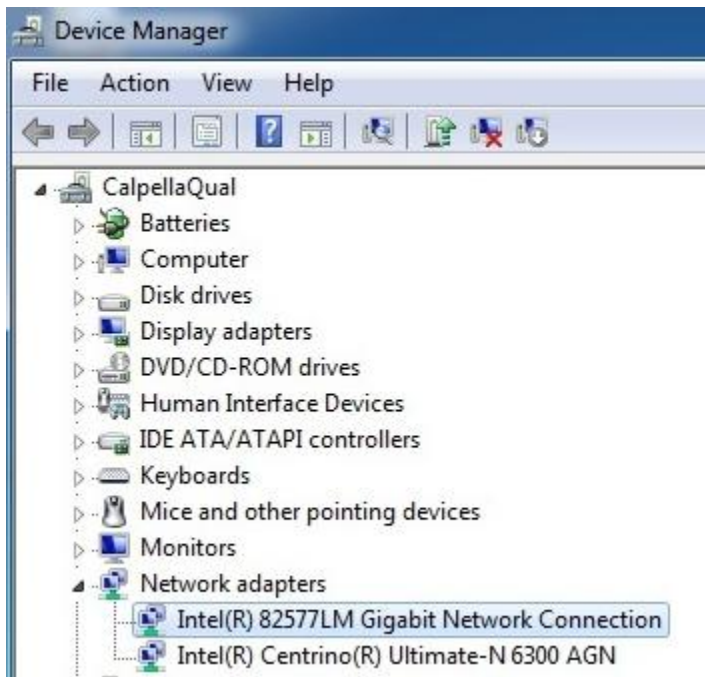 Device Manager
File Action View Help
CalpellaQual
Batteries
Computer
Disk drives
Display adapters
DVD/CD-ROM drives
Human Interface Devices
IDE ATA/ATAPI controllers
Keyboards
Mice and other pointing devices
Monitors
Network adapters
Intel(R) 82577LM Gigabit Network Connection
Intel(R) Centrino(R) Ultimate-N 6300 AGN